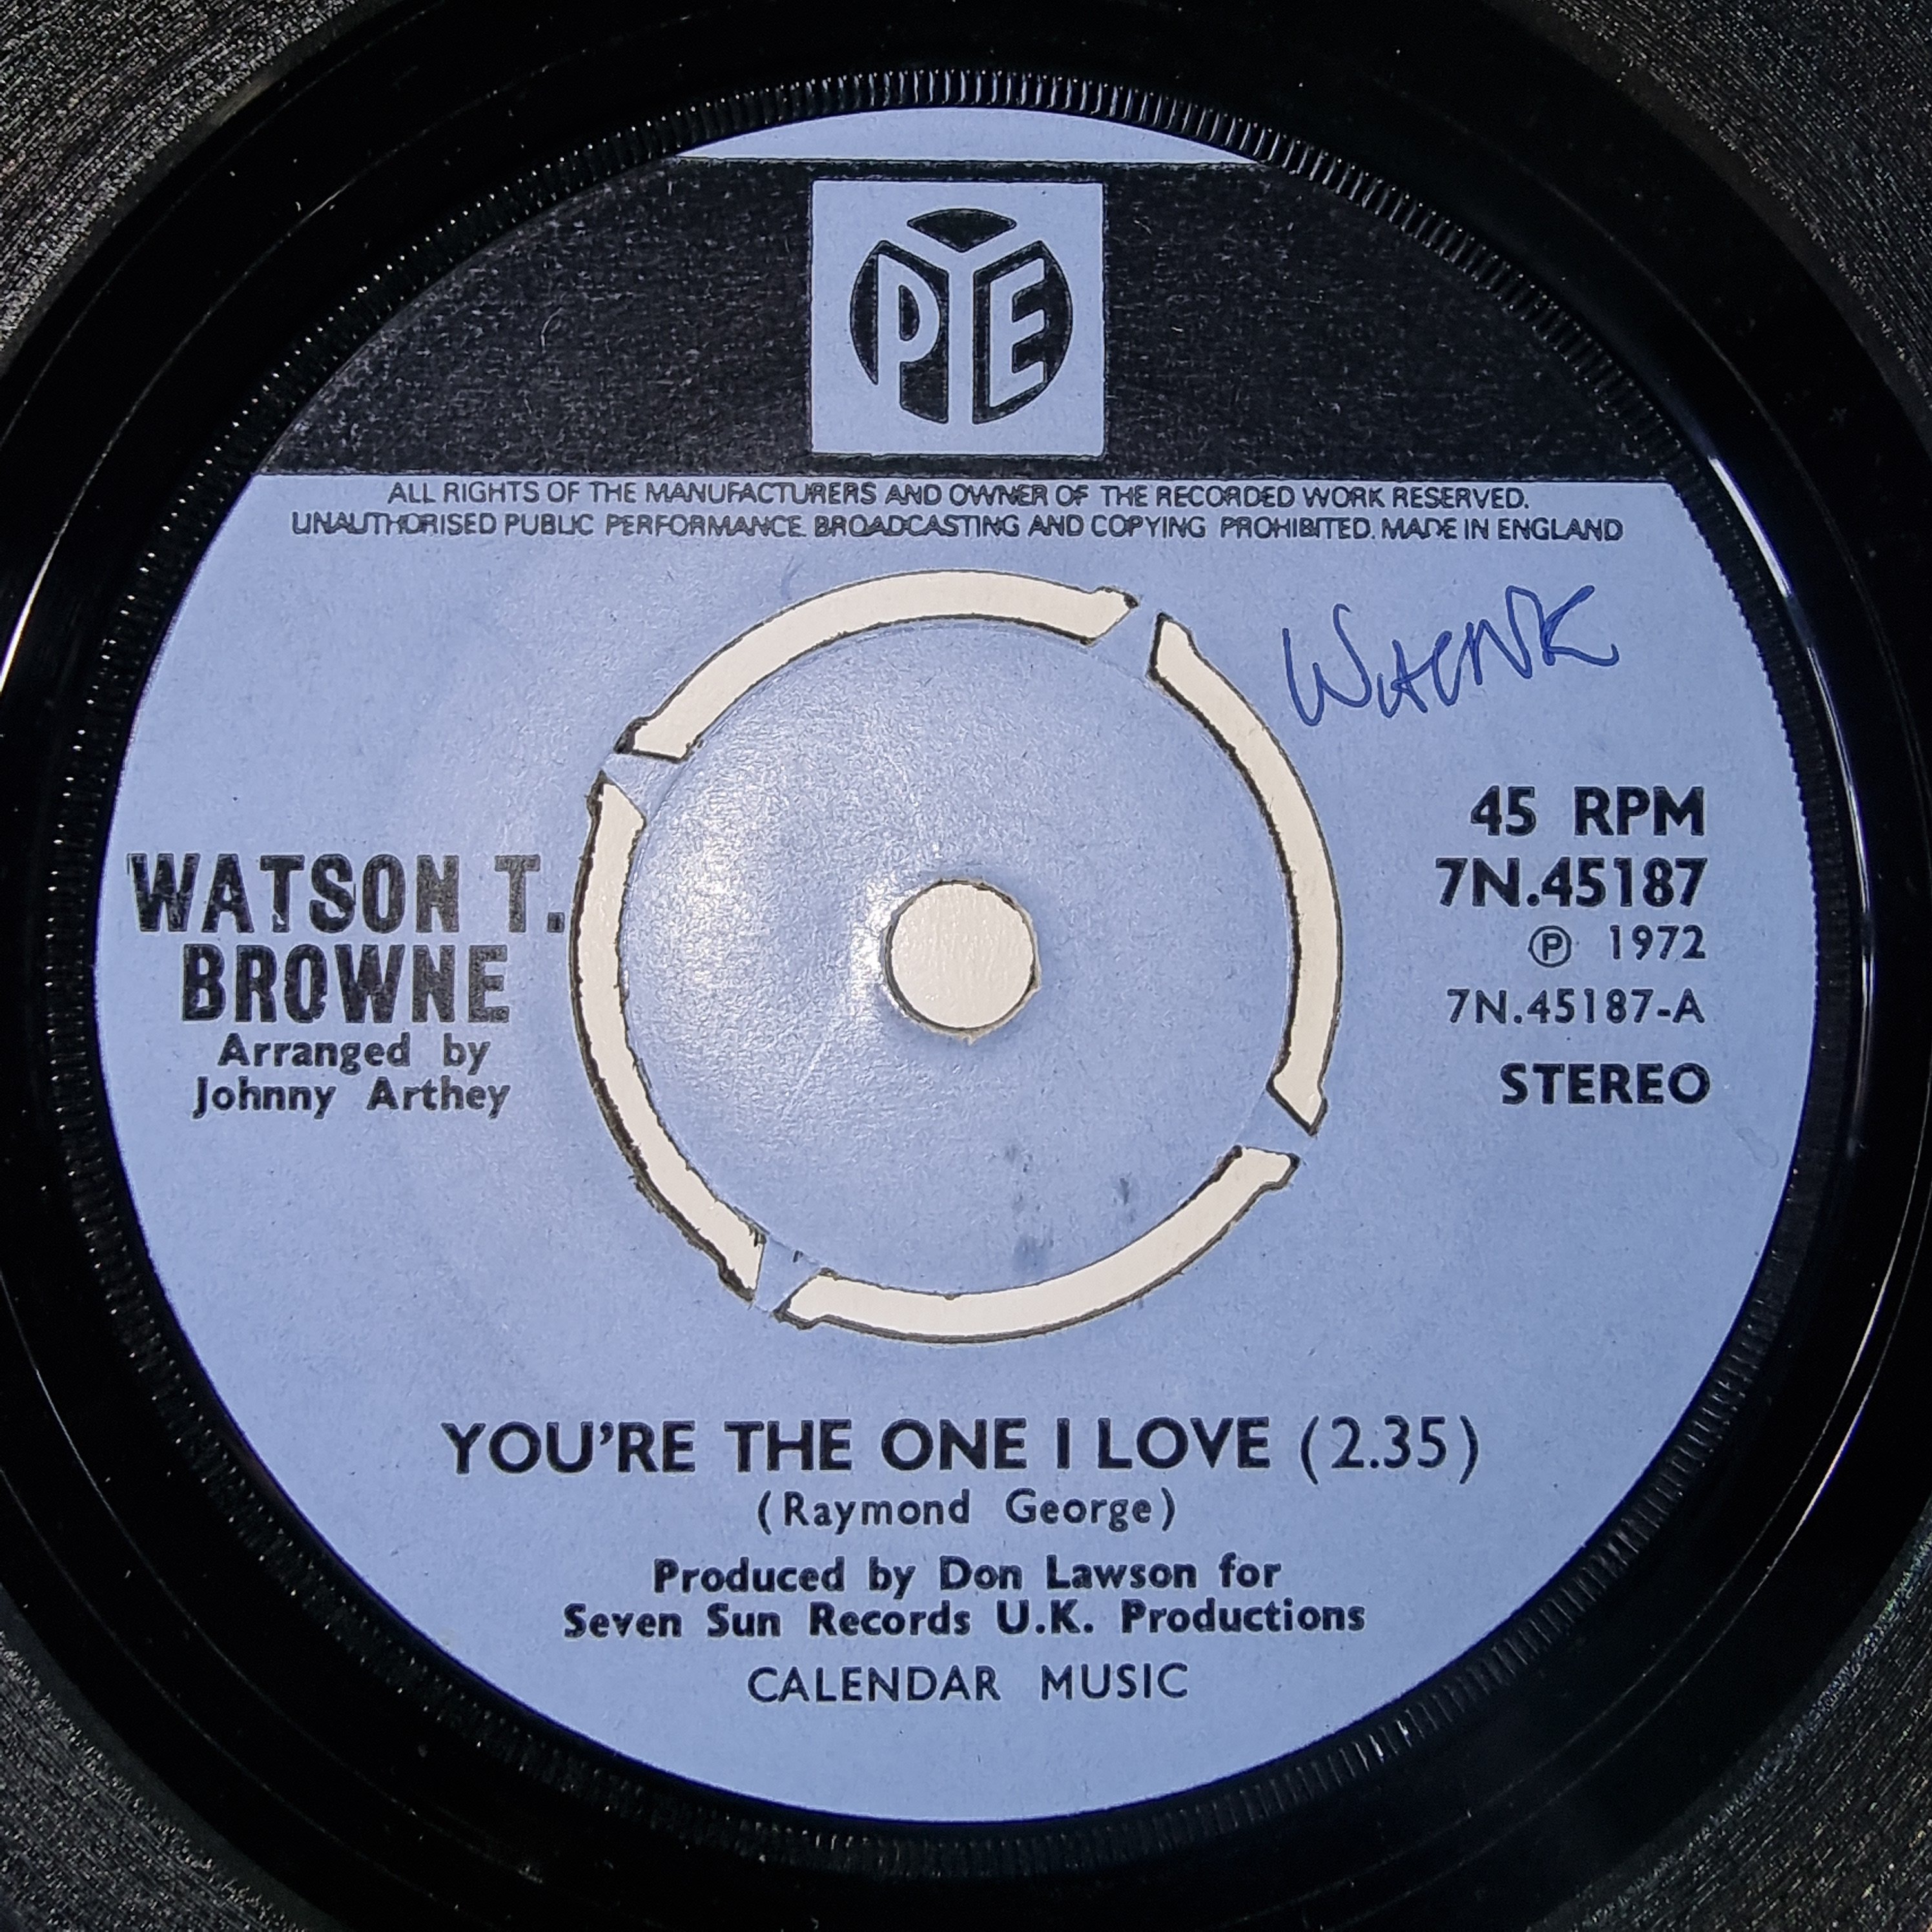 PYE
ALL RIGHTS OF THE MANUFACTURERS AND OWNER OF THE RECORDED WORK RESERVED.
UNAUTHORISED PUBLIC PERFORMANCE. BROADCASTING AND COPYING PROHIBITED. MADE IN ENGLAND
WATSON T.
BROWNE
Arranged by
Johnny Arthey
45 RPM
7N.45187
Ⓟ 1972
7N.45187-A
STEREO
YOU'RE THE ONE I LOVE (2.35)
(Raymond George)
Produced by Don Lawson for
Seven Sun Records U.K. Productions
CALENDAR MUSIC